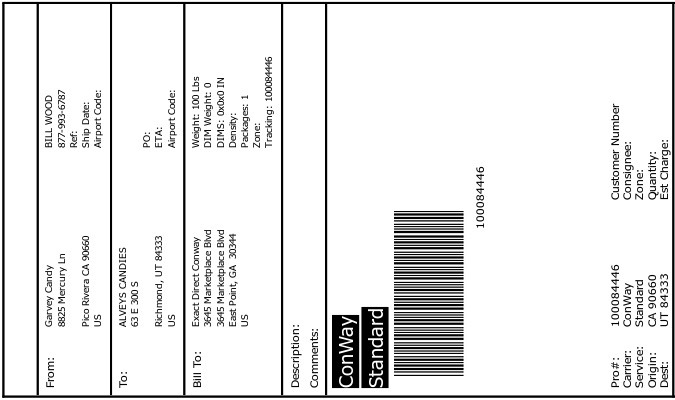 From:
Garvey Candy
8825 Mercury Ln
Pico Rivera CA 90660
US
BILL WOOD
877-993-6787
Ref:
Ship Date:
Airport Code:
To:
ALVEYS CANDIES
63 E 300 S
Richmond, UT 84333
US
PO:
ETA:
Airport Code:
Bill To:
Exact Direct Conway
3645 Marketplace Blvd
3645 Marketplace Blvd
East Point, GA 30344
US
Weight: 100 Lbs
DIM Weight: 0
DIMS: 0x0x0 IN
Density:
Packages: 1
Zone:
Tracking: 100084446
Description:
Comments:
ConWay
Standard
100084446
Pro#: 100084446
Carrier: ConWay
Service: Standard
Origin: CA 90660
Dest: UT 84333
Customer Number
Consignee:
Zone:
Quantity:
Est Charge: